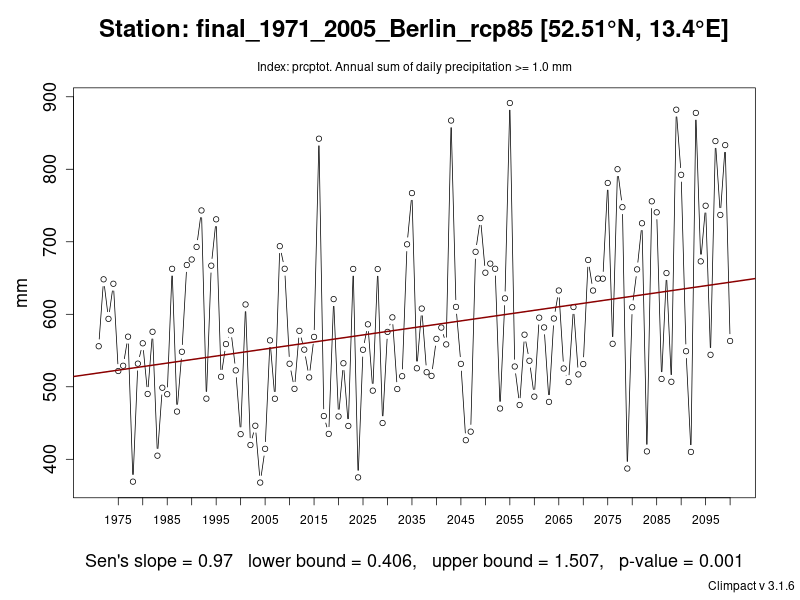 Station: final_1971_2005_Berlin_rcp85 [52.51°N, 13.4°E]
Index: prcptot. Annual sum of daily precipitation >= 1.0 mm
900
800
700
600
500
400
mm
1975 1985 1995 2005 2015 2025 2035 2045 2055 2065 2075 2085 2095
Sen's slope = 0.97 lower bound = 0.406, upper bound = 1.507, p-value = 0.001
Climpact v 3.1.6